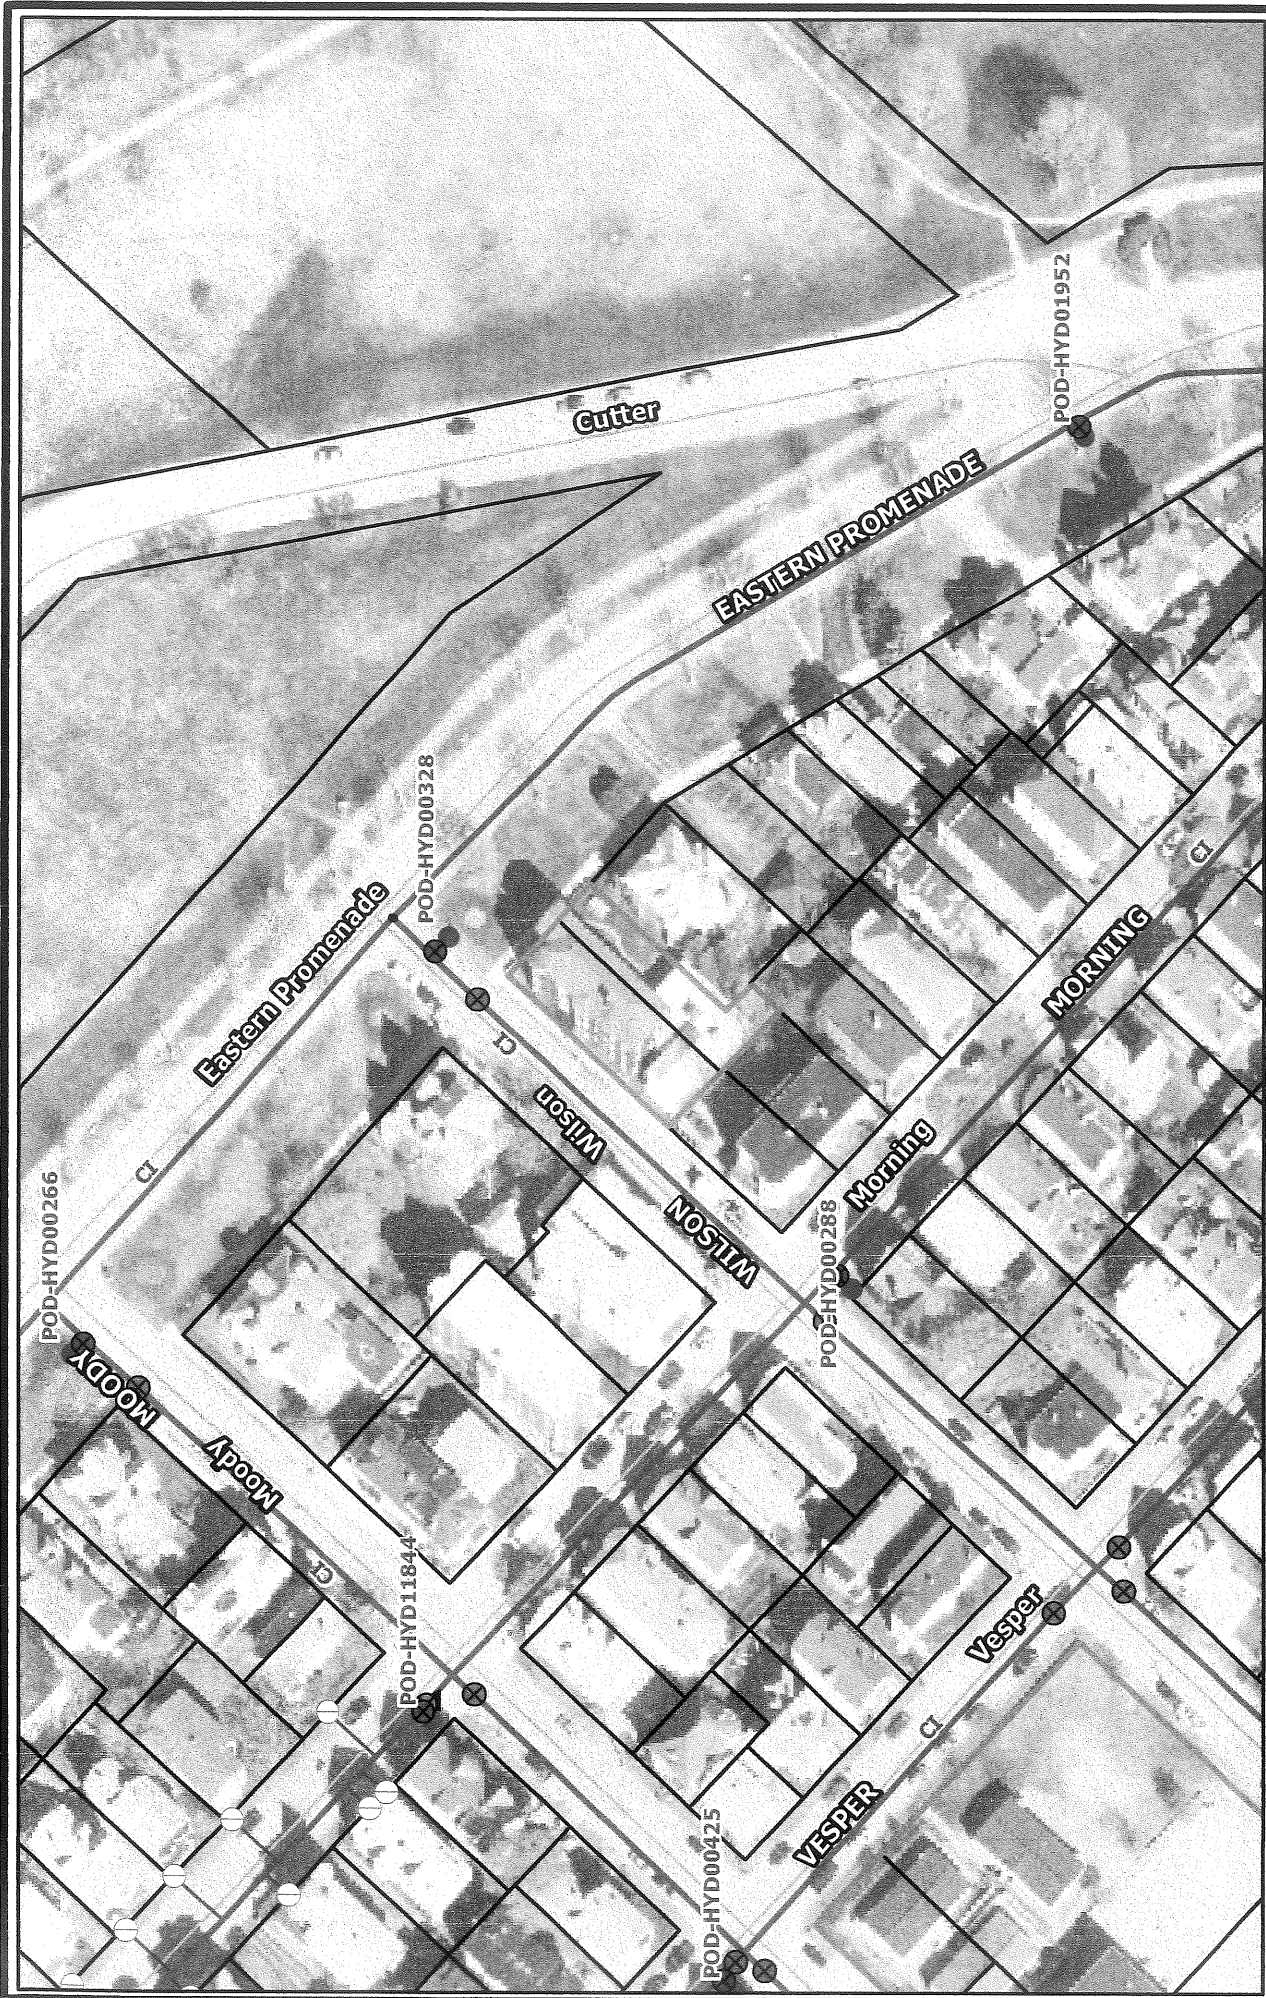 POD-HYD01952
Cutter
EASTERN PROMENADE
POD-HYD00328
CI
MORNING
Eastern Promenade
CI
Wilson
Morning
CI
POD-HYD00266
WILSON
POD-HYD00288
MOODY
Moody
CI
POD-HYD11844
Vesper
CI
VESPER
POD-HYD00425